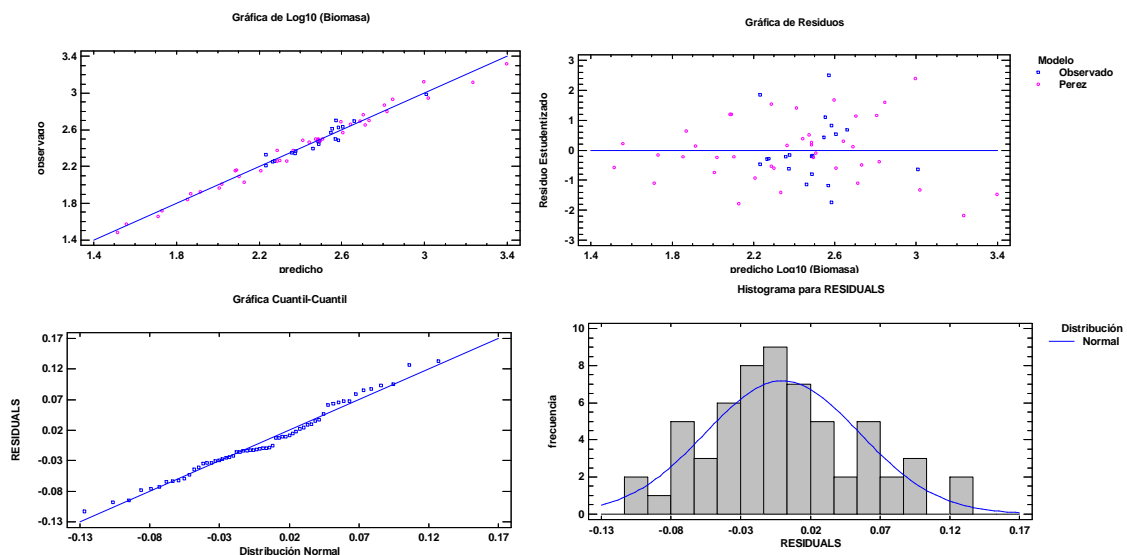 Gráfica de Log10 (Biomasa)
observado
3.4
3
2.6
2.2
1.8
1.4
1.4 1.8 2.2 2.6 3 3.4
predicho
Gráfica de Residuos
Residuo Estudentizado
3
2
1
0
-1
-2
-3
1.4 1.8 2.2 2.6 3 3.4
predicho Log10 (Biomasa)
Modelo
Observado
Perez
Gráfica Cuantil-Cuantil
RESIDUALS
0.17
0.12
0.07
0.02
-0.03
-0.08
-0.13
-0.13 -0.08 -0.03 0.02 0.07 0.12 0.17
Distribución Normal
Histograma para RESIDUALS
frecuencia
10
8
6
4
2
0
-0.13 -0.08 -0.03 0.02 0.07 0.12 0.17
RESIDUALS
Distribución
Normal